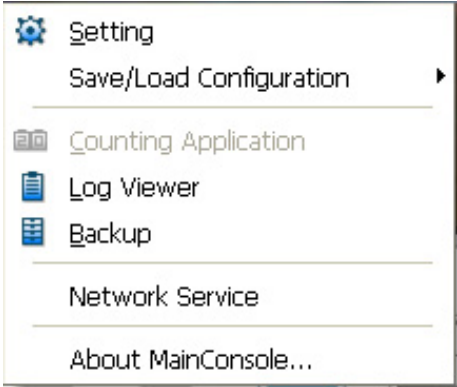 Setting
Save/Load Configuration
Counting Application
Log Viewer
Backup
Network Service
About MainConsole...